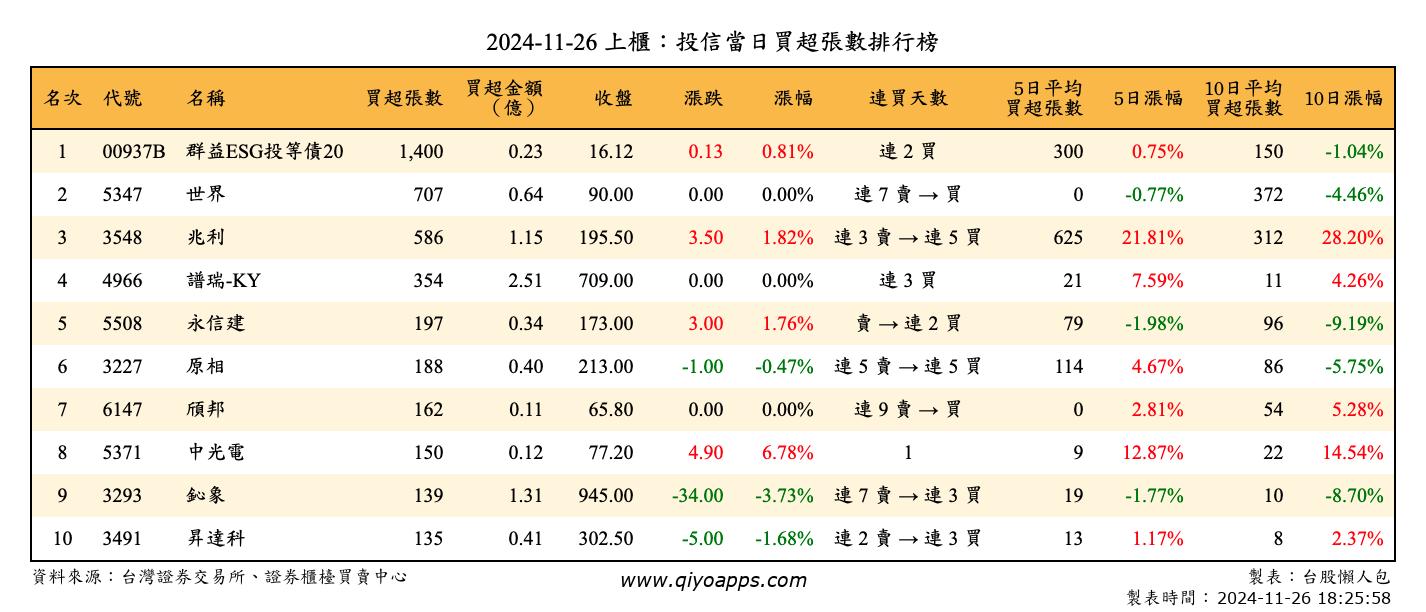 2024-11-26 上櫃：投信當日買超張數排行榜
名次 代號 名稱 買超張數 買超金額（億） 收盤 漲跌 漲幅 連買天數 5日平均買超張數 5日漲幅 10日平均買超張數 10日漲幅
1 00937B 群益ESG投等債20 1,400 0.23 16.12 0.13 0.81% 連 2 買 300 0.75% 150 -1.04%
2 5347 世界 707 0.64 90.00 0.00 0.00% 連 7 賣 → 買 0 -0.77% 372 -4.46%
3 3548 兆利 586 1.15 195.50 3.50 1.82% 連 3 賣 → 連 5 買 625 21.81% 312 28.20%
4 4966 譜瑞-KY 354 2.51 709.00 0.00 0.00% 連 3 買 21 7.59% 11 4.26%
5 5508 永信建 197 0.34 173.00 3.00 1.76% 賣 → 連 2 買 79 -1.98% 96 -9.19%
6 3227 原相 188 0.40 213.00 -1.00 -0.47% 連 5 賣 → 連 5 買 114 4.67% 86 -5.75%
7 6147 頎邦 162 0.11 65.80 0.00 0.00% 連 9 賣 → 買 0 2.81% 54 5.28%
8 5371 中光電 150 0.12 77.20 4.90 6.78% 1 9 12.87% 22 14.54%
9 3293 鈊象 139 1.31 945.00 -34.00 -3.73% 連 7 賣 → 連 3 買 19 -1.77% 10 -8.70%
10 3491 昇達科 135 0.41 302.50 -5.00 -1.68% 連 2 賣 → 連 3 買 13 1.17% 8 2.37%
資料來源：台灣證券交易所、證券櫃檯買賣中心
www.qiyoapps.com
製表：台股懶人包
製表時間：2024-11-26 18:25:58